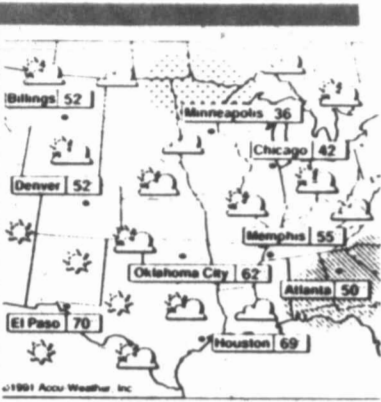 Billings 52
Minneapolis 36
Chicago 42
Denver 52
Memphis 55
Oklahoma City 62
Atlanta 50
El Paso 70
Houston 69
©1991 Accu-Weather, Inc